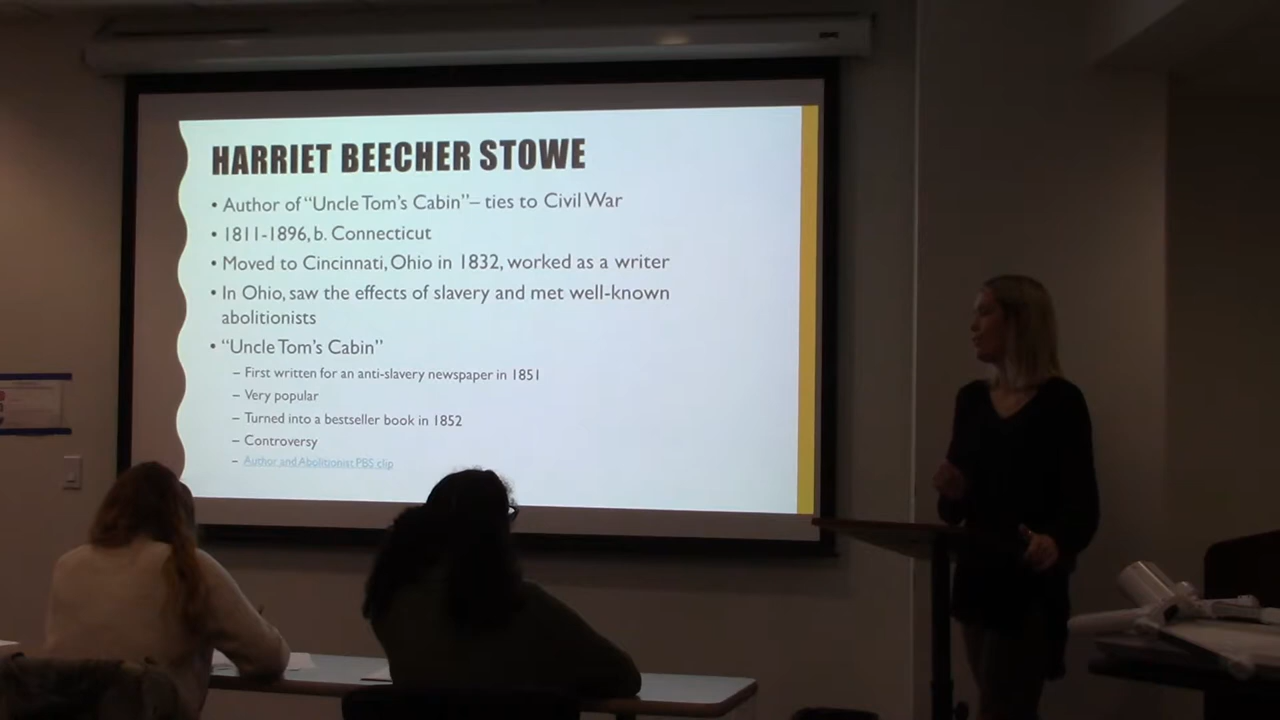 HARRIET BEECHER STOWE
• Author of “Uncle Tom’s Cabin”– ties to Civil War
• 1811-1896, b. Connecticut
• Moved to Cincinnati, Ohio in 1832, worked as a writer
• In Ohio, saw the effects of slavery and met well-known
abolitionists
• “Uncle Tom’s Cabin”
– First written for an anti-slavery newspaper in 1851
– Very popular
– Turned into a bestseller book in 1852
– Controversy
– Author and Abolitionist PBS clip